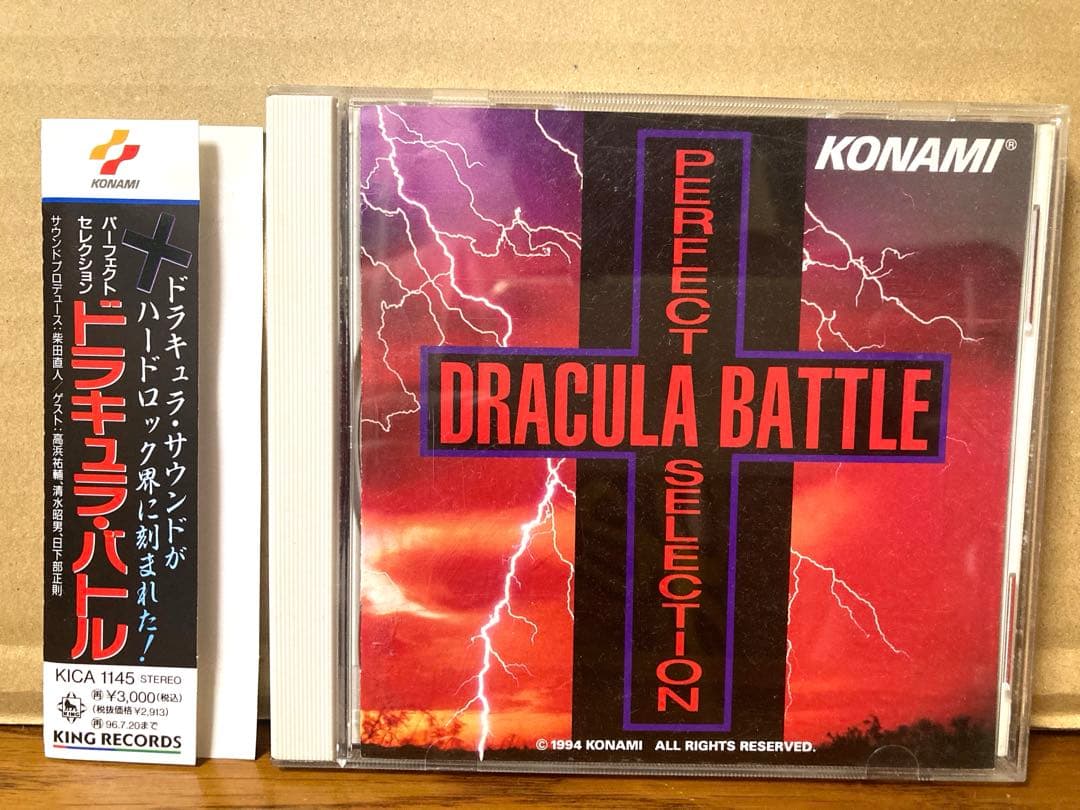 KONAMI
ドラキュラ・サウンドが
ハードロック界に刻まれた!
パーフェクト
セレクション
ドラキュラ・バトル
サウンドプロデュース:柴田直人/ゲスト:高浜祐輔、清水昭男、日下部正則
KICA 1145 STEREO
再 ¥3,000(税込)
(税抜価格¥2,913)
再 96.7.20まで
KING RECORDS
KONAMI®
PERFECT SELECTION
DRACULA BATTLE
© 1994 KONAMI ALL RIGHTS RESERVED.